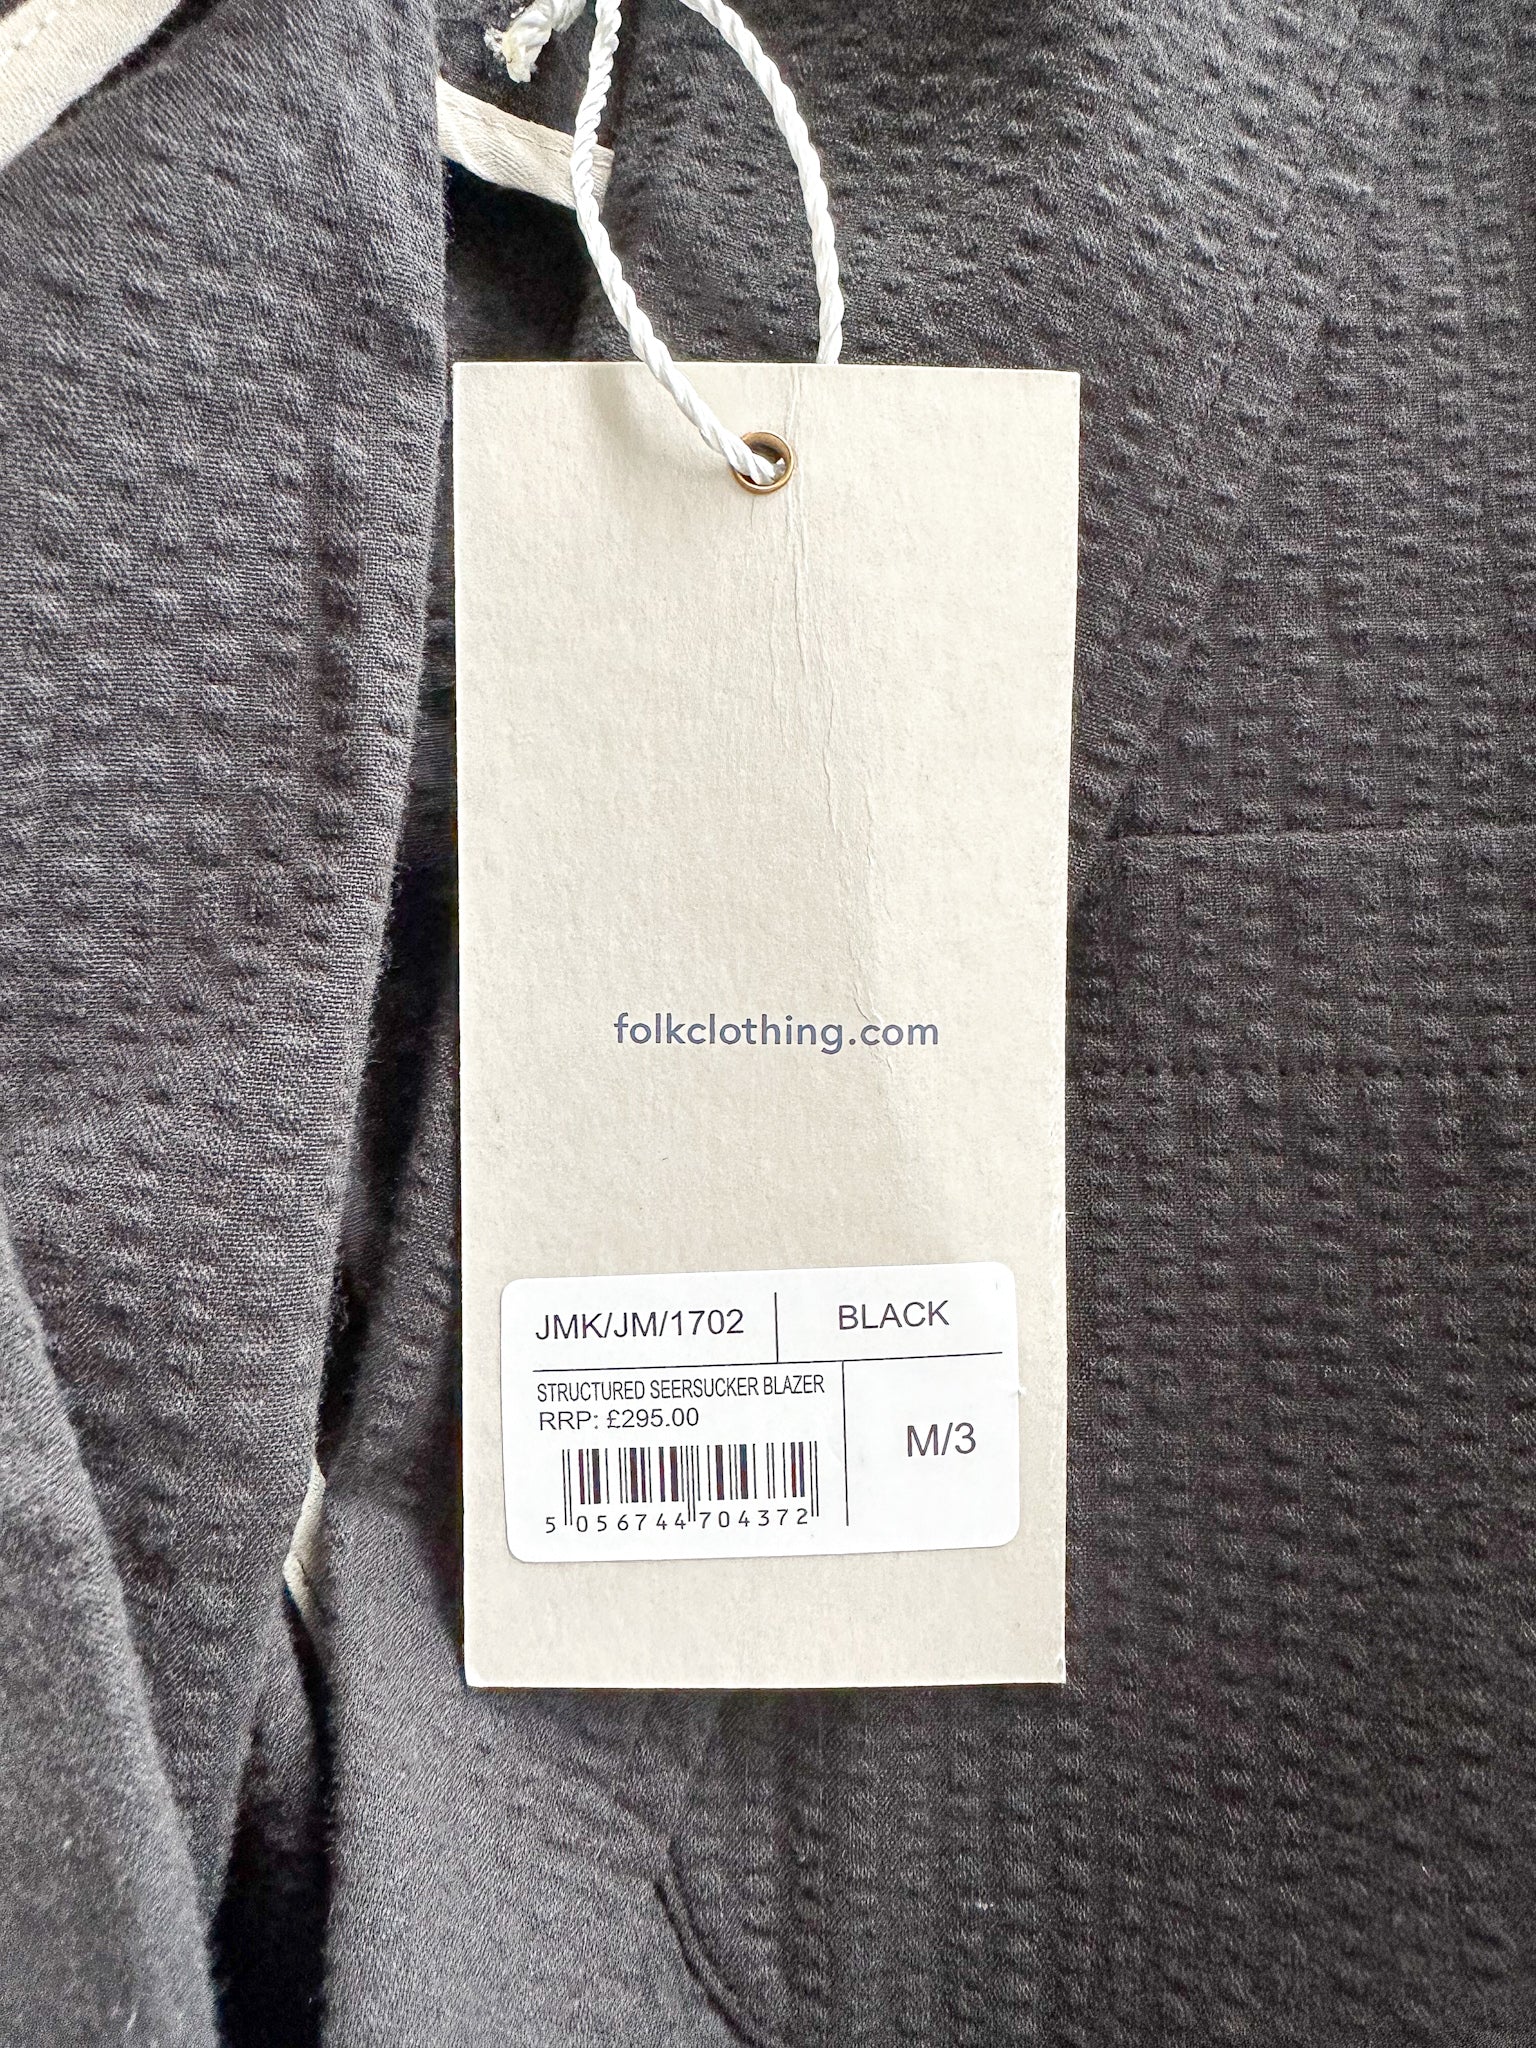 folkclothing.com
JMK/JM/1702 BLACK
STRUCTURED SEERSUCKER BLAZER
RRP: £295.00
M/3
5 056744 704372